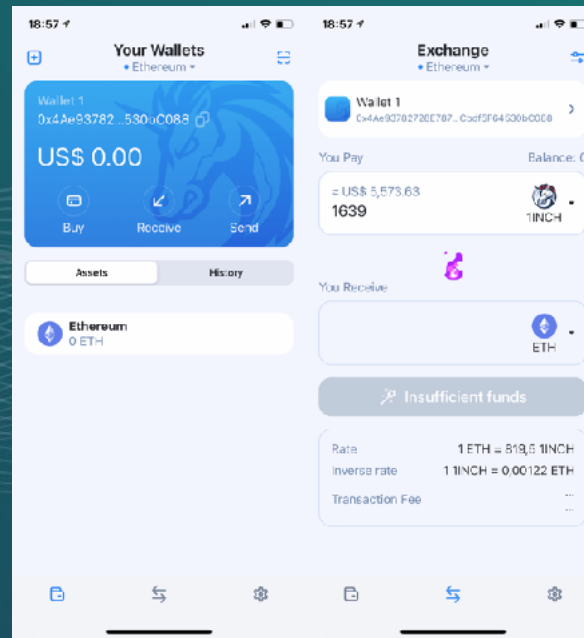 18:57
Your Wallets
Ethereum
Wallet 1
0x4Ae93782...530bC088
US$ 0.00
Buy
Receive
Send
Assets
History
Ethereum
0 ETH
18:57
Exchange
Ethereum
Wallet 1
You Pay
Balance: 0
≈ US$ 5,573.63
1639
1INCH
You Receive
ETH
Insufficient funds
Rate
1 ETH = 819,5 1INCH
Inverse rate
1 1INCH = 0,00122 ETH
Transaction Fee